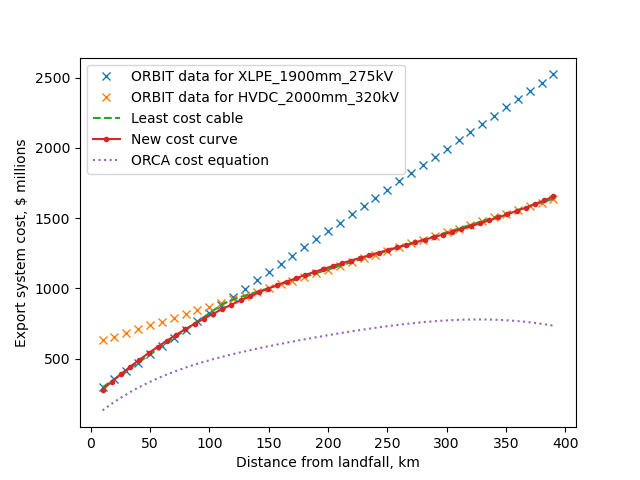 ORBIT data for XLPE_1900mm_275kV
ORBIT data for HVDC_2000mm_320kV
Least cost cable
New cost curve
ORCA cost equation
Export system cost, $ millions
2500
2000
1500
1000
500
0 50 100 150 200 250 300 350 400
Distance from landfall, km